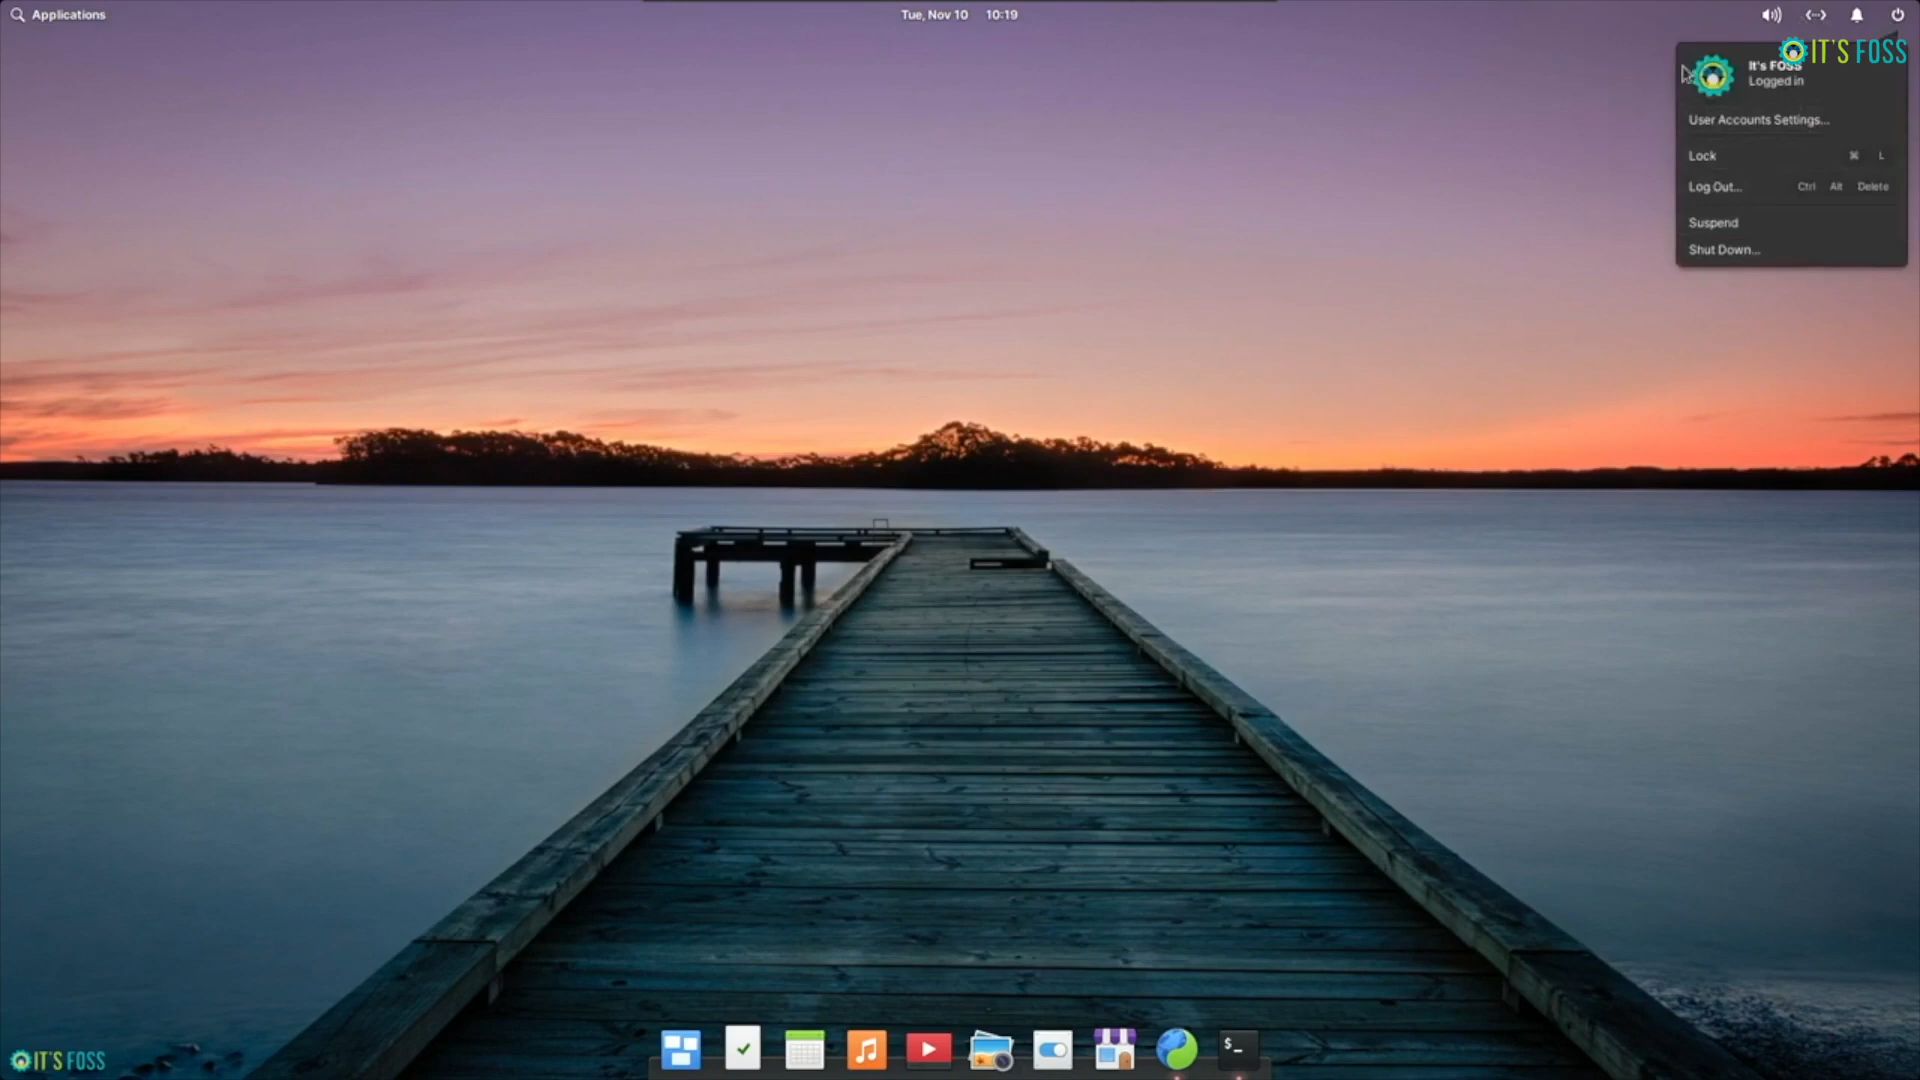 Applications
Tue, Nov 10 10:19
IT'S FOSS
It's FOSS
Logged in
User Accounts Settings...
Lock ⌘ L
Log Out... Ctrl Alt Delete
Suspend
Shut Down...
$_
IT'S FOSS